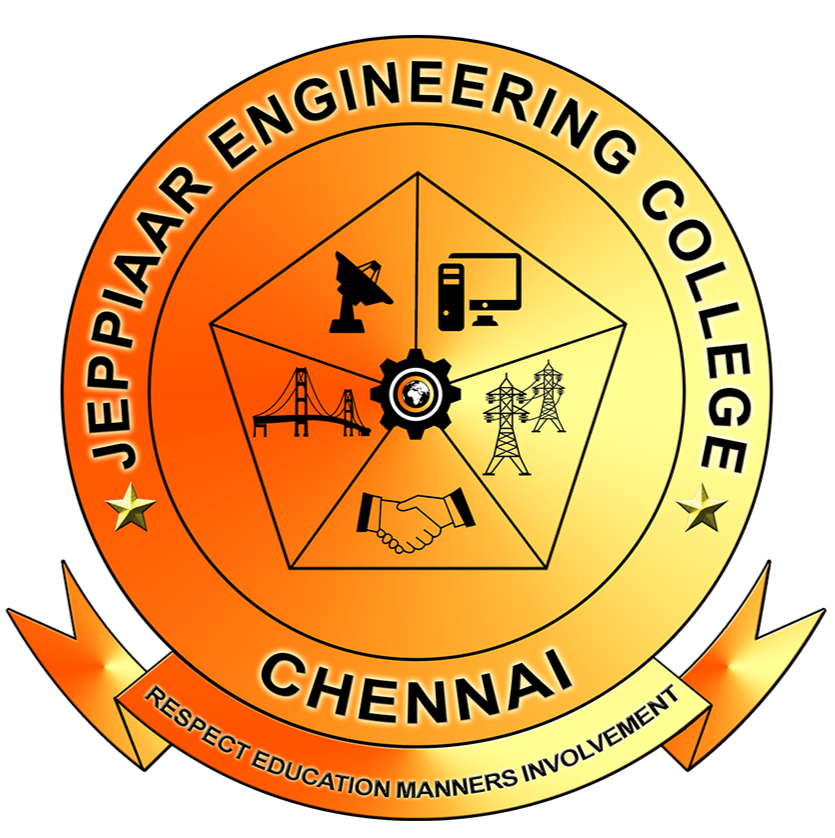 JEPPIAAR ENGINEERING COLLEGE
CHENNAI
RESPECT EDUCATION MANNERS INVOLVEMENT